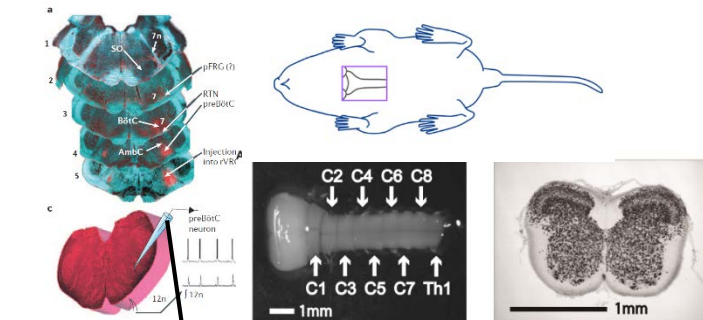 a
1
7n
SO
pFRG (?)
2
7
RTN
preBötC
3
BötC
7
AmbC
4
Injection
into rVRG
5
c
preBötC
neuron
12n
∫12n
C2 C4 C6 C8
C1 C3 C5 C7 Th1
1mm
1mm